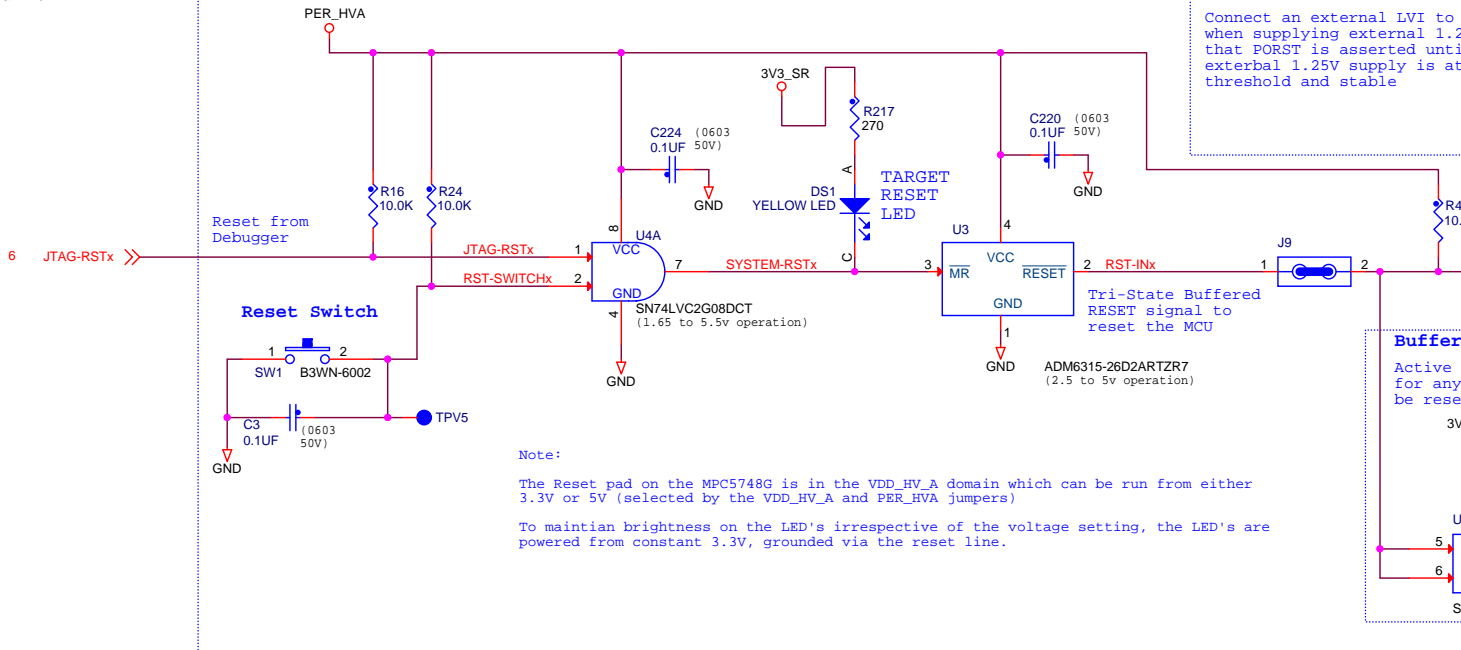 PER_HVA
Connect an external LVI to
when supplying external 1.2
that PORST is asserted unti
exterbal 1.25V supply is at
threshold and stable
3V3_SR
R217
270
C224 (0603
0.1UF 50V)
GND
C220 (0603
0.1UF 50V)
GND
A
DS1
YELLOW LED
C
TARGET
RESET
LED
R16
10.0K
R24
10.0K
R4
10.
Reset from
Debugger
6 JTAG-RSTx
JTAG-RSTx 1
RST-SWITCHx 2
8
U4A
VCC
GND
4
7
SN74LVC2G08DCT
(1.65 to 5.5v operation)
GND
SYSTEM-RSTx
U3
4
3
MR
VCC
RESET
GND
1
2
RST-INx
GND
ADM6315-26D2ARTZR7
(2.5 to 5v operation)
J9
1 2
Tri-State Buffered
RESET signal to
reset the MCU
Reset Switch
1 2
SW1 B3WN-6002
C3
0.1UF
(0603
50V)
TPV5
GND
Buffer
Active
for any
be rese
3V
U
5
6
S
Note:
The Reset pad on the MPC5748G is in the VDD_HV_A domain which can be run from either
3.3V or 5V (selected by the VDD_HV_A and PER_HVA jumpers)
To maintian brightness on the LED's irrespective of the voltage setting, the LED's are
powered from constant 3.3V, grounded via the reset line.